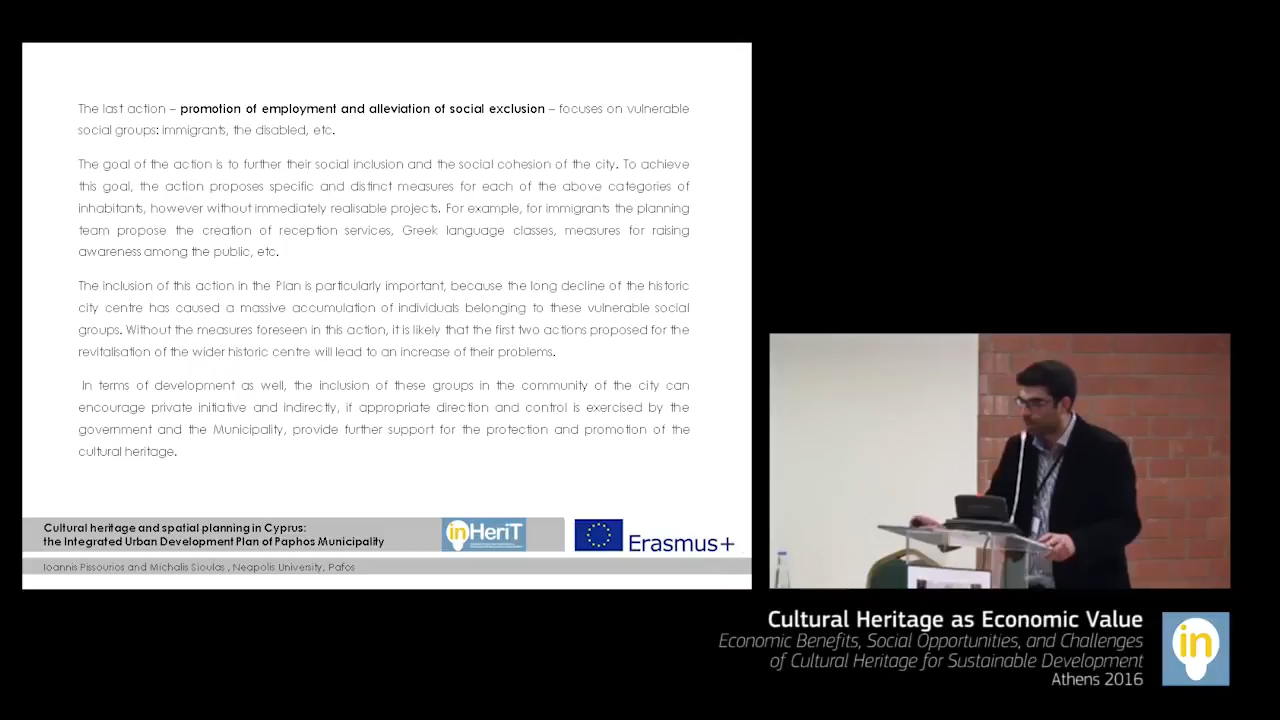 The last action – promotion of employment and alleviation of social exclusion – focuses on vulnerable
social groups: immigrants, the disabled, etc.
The goal of the action is to further their social inclusion and the social cohesion of the city. To achieve
this goal, the action proposes specific and distinct measures for each of the above categories of
inhabitants, however without immediately realisable projects. For example, for immigrants the planning
team propose the creation of reception services, Greek language classes, measures for raising
awareness among the public, etc.
The inclusion of this action in the Plan is particularly important, because the long decline of the historic
city centre has caused a massive accumulation of individuals belonging to these vulnerable social
groups. Without the measures foreseen in this action, it is likely that the first two actions proposed for the
revitalisation of the wider historic centre will lead to an increase of their problems.
In terms of development as well, the inclusion of these groups in the community of the city can
encourage private initiative and indirectly, if appropriate direction and control is exercised by the
government and the Municipality, provide further support for the protection and promotion of the
cultural heritage.
Cultural heritage and spatial planning in Cyprus:
the Integrated Urban Development Plan of Paphos Municipality
inHeriT
Erasmus+
Ioannis Pissourios and Michalis Sioulas , Neapolis University, Pafos
Cultural Heritage as Economic Value
Economic Benefits, Social Opportunities, and Challenges
of Cultural Heritage for Sustainable Development
Athens 2016
in